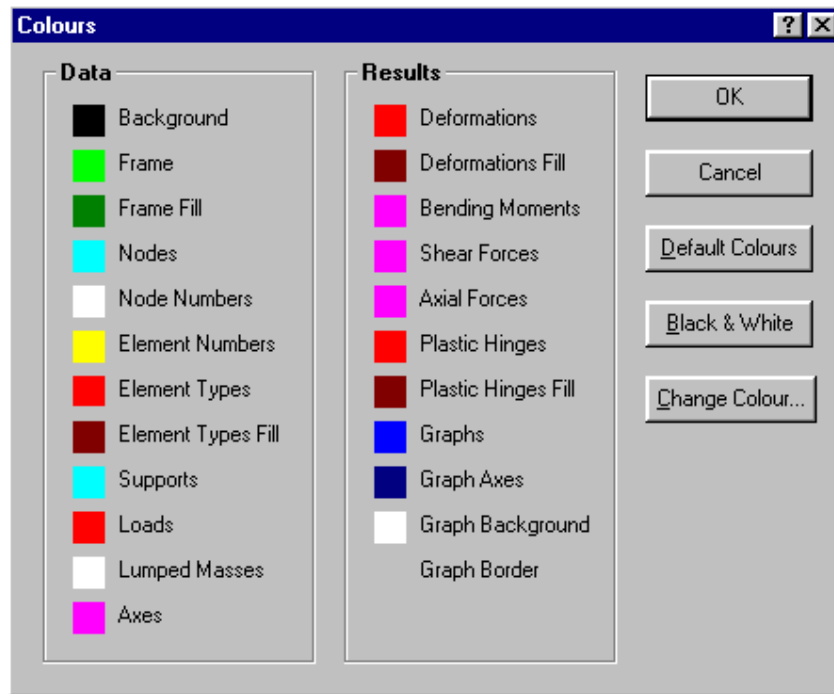 Colours
Data
Background
Frame
Frame Fill
Nodes
Node Numbers
Element Numbers
Element Types
Element Types Fill
Supports
Loads
Lumped Masses
Axes
Results
Deformations
Deformations Fill
Bending Moments
Shear Forces
Axial Forces
Plastic Hinges
Plastic Hinges Fill
Graphs
Graph Axes
Graph Background
Graph Border
OK
Cancel
Default Colours
Black & White
Change Colour...